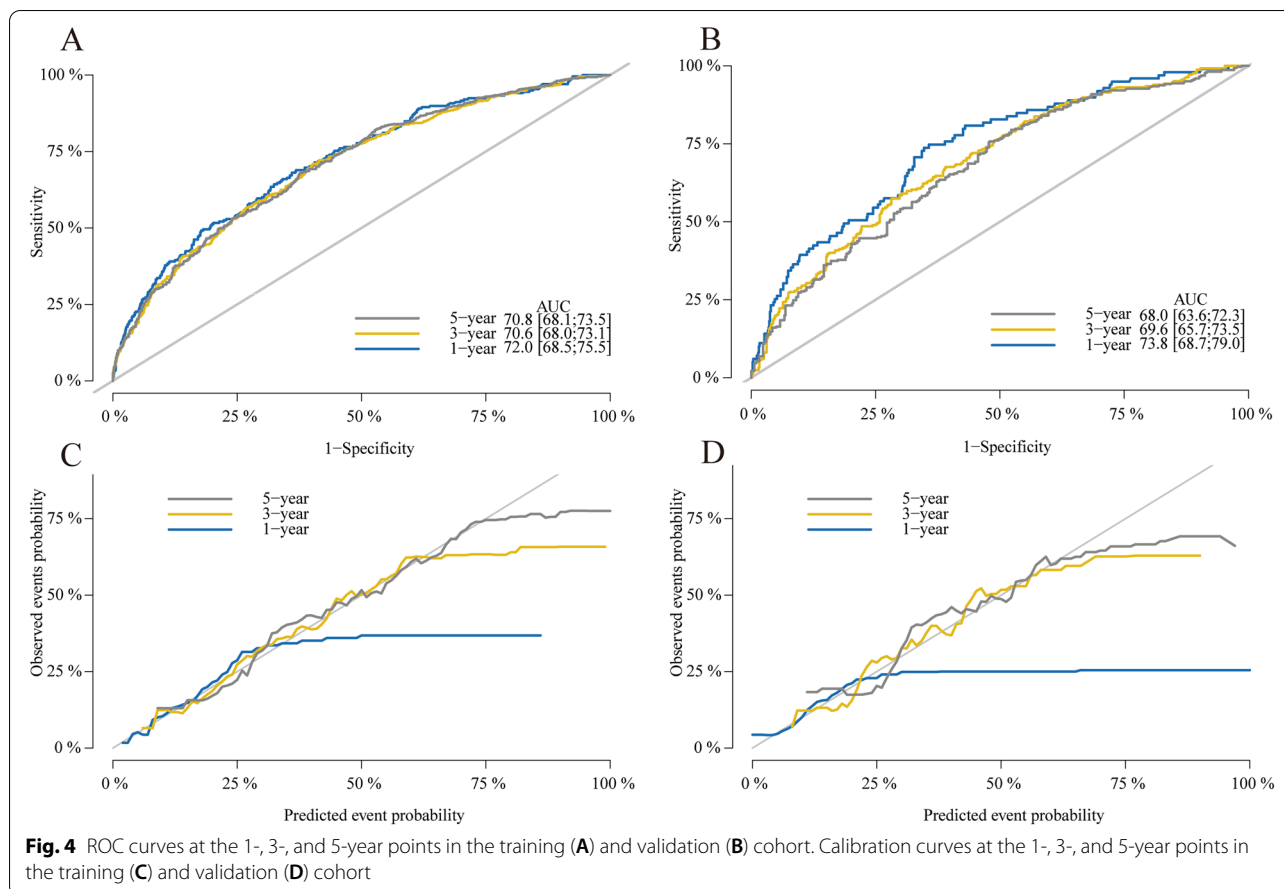 A
100 %
75 %
50 %
25 %
0 %
Sensitivity
AUC
5−year 70.8 [68.1;73.5]
3−year 70.6 [68.0;73.1]
1−year 72.0 [68.5;75.5]
0 % 25 % 50 % 75 % 100 %
1−Specificity
B
100 %
75 %
50 %
25 %
0 %
Sensitivity
AUC
5−year 68.0 [63.6;72.3]
3−year 69.6 [65.7;73.5]
1−year 73.8 [68.7;79.0]
0 % 25 % 50 % 75 % 100 %
1−Specificity
C
5−year
3−year
1−year
75 %
50 %
25 %
0 %
Observed events probability
0 % 25 % 50 % 75 % 100 %
Predicted event probability
D
5−year
3−year
1−year
75 %
50 %
25 %
0 %
Observed events probability
0 % 25 % 50 % 75 % 100 %
Predicted event probability
Fig. 4 ROC curves at the 1-, 3-, and 5-year points in the training (A) and validation (B) cohort. Calibration curves at the 1-, 3-, and 5-year points in
the training (C) and validation (D) cohort